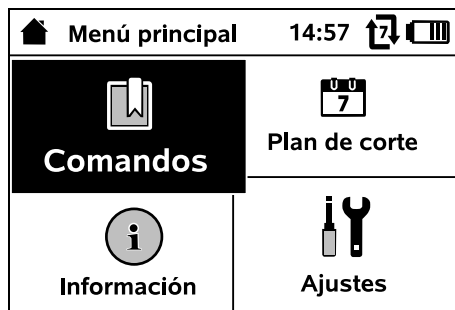 Menú principal 14:57 7
7
Comandos
Plan de corte
i
Información
Ajustes